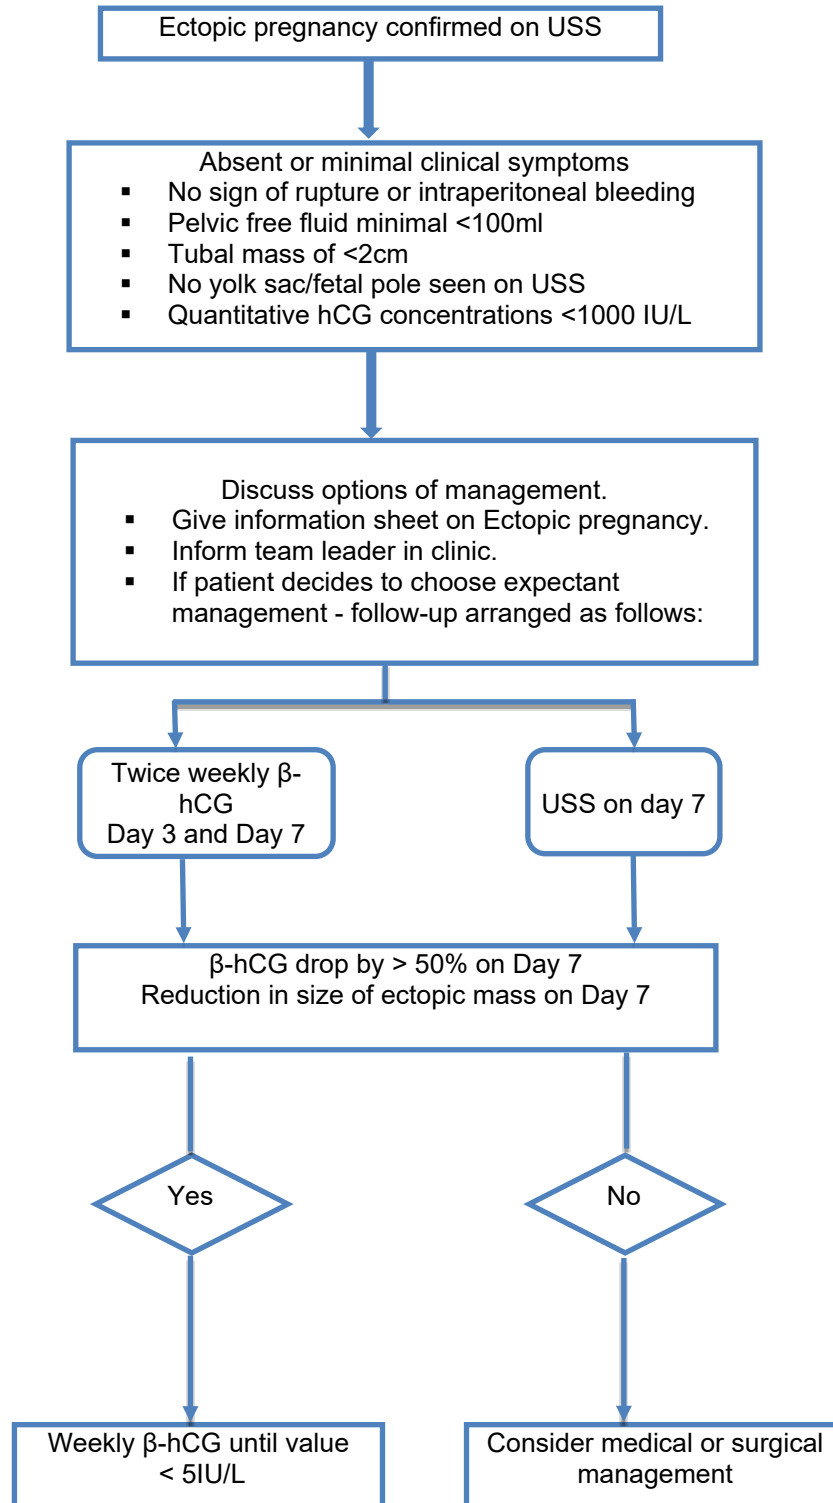 Ectopic pregnancy confirmed on USS
Absent or minimal clinical symptoms
▪ No sign of rupture or intraperitoneal bleeding
▪ Pelvic free fluid minimal <100ml
▪ Tubal mass of <2cm
▪ No yolk sac/fetal pole seen on USS
▪ Quantitative hCG concentrations <1000 IU/L
Discuss options of management.
▪ Give information sheet on Ectopic pregnancy.
▪ Inform team leader in clinic.
▪ If patient decides to choose expectant
management - follow-up arranged as follows:
Twice weekly β-
hCG
Day 3 and Day 7
USS on day 7
β-hCG drop by > 50% on Day 7
Reduction in size of ectopic mass on Day 7
Yes
No
Weekly β-hCG until value
< 5IU/L
Consider medical or surgical
management